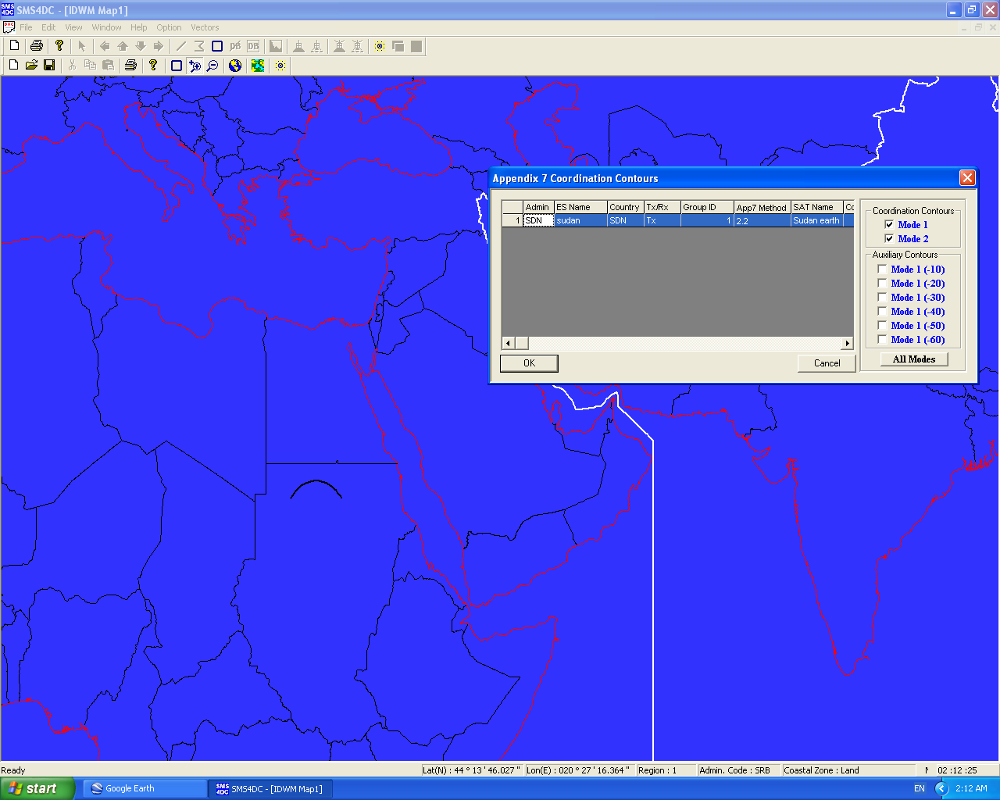 SMS4DC - [IDWM Map1]
File Edit View Window Help Option Vectors
Appendix 7 Coordination Contours
Admin ES Name Country Tx/Rx Group ID App7 Method SAT Name Co
1 SDN sudan SDN Tx 1 2.2 Sudan earth
Coordination Contours
Mode 1
Mode 2
Auxiliary Contours
Mode 1 (-10)
Mode 1 (-20)
Mode 1 (-30)
Mode 1 (-40)
Mode 1 (-50)
Mode 1 (-60)
OK Cancel All Modes
Ready Lat(N) : 44 ° 13 ' 46.027 " Lon(E) : 020 ° 27 ' 16.364 " Region : 1 Admin. Code : SRB Coastal Zone : Land 02:12:25
start Google Earth SMS4DC - [IDWM Map1] EN 2:12 AM